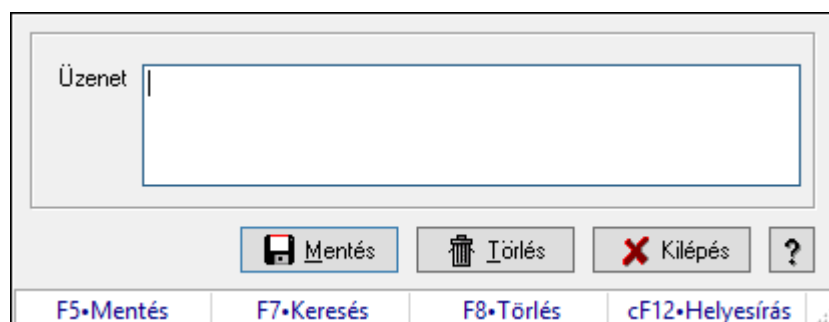 Üzenet
Mentés Törlés Kilépés ?
F5•Mentés F7•Keresés F8•Törlés cF12•Helyesírás